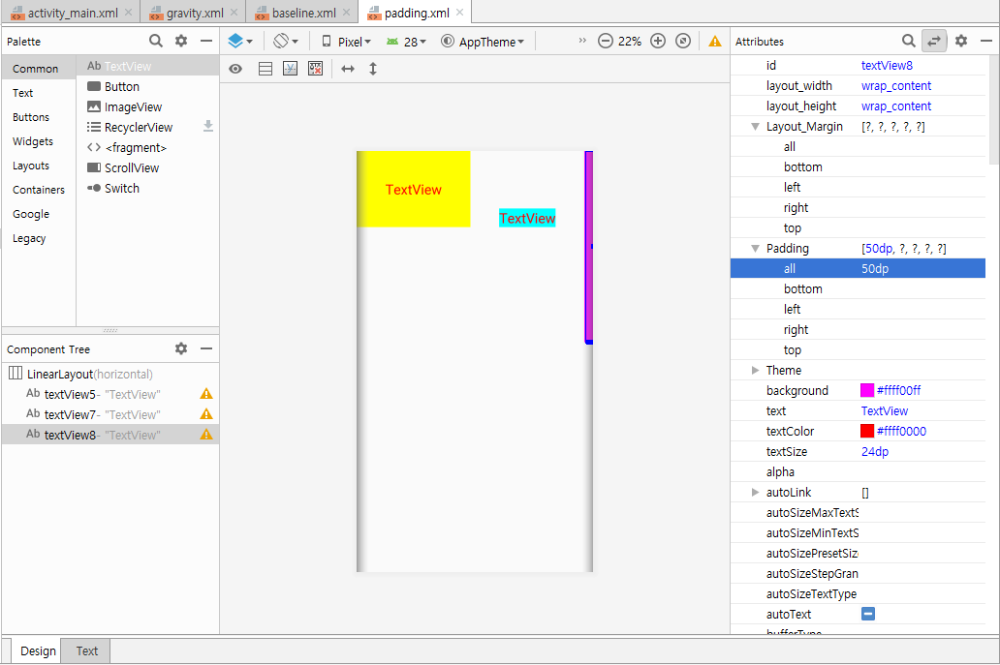 activity_main.xml gravity.xml baseline.xml padding.xml
Palette
Common
Text
Buttons
Widgets
Layouts
Containers
Google
Legacy
Ab TextView
Button
ImageView
RecyclerView
<fragment>
ScrollView
Switch
Component Tree
LinearLayout(horizontal)
Ab textView5- "TextView"
Ab textView7- "TextView"
Ab textView8- "TextView"
Pixel 28 AppTheme » 22%
TextView
TextView
Attributes
id textView8
layout_width wrap_content
layout_height wrap_content
Layout_Margin [?, ?, ?, ?, ?]
all
bottom
left
right
top
Padding [50dp, ?, ?, ?, ?]
all 50dp
bottom
left
right
top
Theme
background #ffff00ff
text TextView
textColor #ffff0000
textSize 24dp
alpha
autoLink []
autoSizeMaxTextS
autoSizeMinTextS
autoSizePresetSize
autoSizeStepGran
autoSizeTextType
autoText
bufferType
Design Text